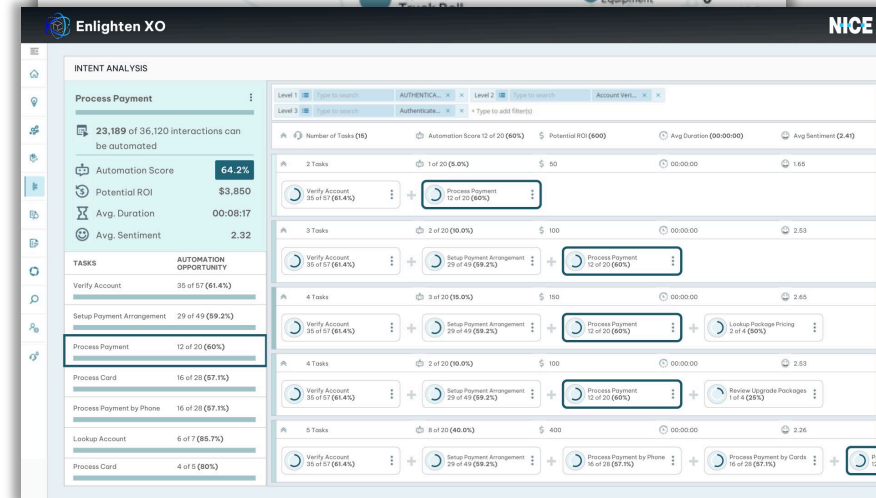 Truck Roll
Equipment
Enlighten XO
NICE
INTENT ANALYSIS
Process Payment
23,189 of 36,120 interactions can
be automated
Automation Score 64.2%
Potential ROI $3,850
Avg. Duration 00:08:17
Avg. Sentiment 2.32
TASKS AUTOMATION
OPPORTUNITY
Verify Account 35 of 57 (61.4%)
Setup Payment Arrangement 29 of 49 (59.2%)
Process Payment 12 of 20 (60%)
Process Card 16 of 28 (57.1%)
Process Payment by Phone 16 of 28 (57.1%)
Lookup Account 6 of 7 (85.7%)
Process Card 4 of 5 (80%)
Level 1 Type to search AUTHENTICA... × × Level 2 Type to search Account Veri... × ×
Level 3 Type to search Authenticate... × × + Type to add filter(s)
Number of Tasks (15) Automation Score 12 of 20 (60%) $ Potential ROI (600) Avg Duration (00:00:00) Avg Sentiment (2.41)
2 Tasks 1 of 20 (5.0%) $ 50 00:00:00 1.65
Verify Account
35 of 57 (61.4%)
+
Process Payment
12 of 20 (60%)
3 Tasks 2 of 20 (10.0%) $ 100 00:00:00 2.53
Verify Account
35 of 57 (61.4%)
+
Setup Payment Arrangement
29 of 49 (59.2%)
+
Process Payment
12 of 20 (60%)
4 Tasks 3 of 20 (15.0%) $ 150 00:00:00 2.65
Verify Account
35 of 57 (61.4%)
+
Setup Payment Arrangement
29 of 49 (59.2%)
+
Process Payment
12 of 20 (60%)
+
Lookup Package Pricing
2 of 4 (50%)
4 Tasks 2 of 20 (10.0%) $ 100 00:00:00 2.53
Verify Account
35 of 57 (61.4%)
+
Setup Payment Arrangement
29 of 49 (59.2%)
+
Process Payment
12 of 20 (60%)
+
Review Upgrade Packages
1 of 4 (25%)
5 Tasks 8 of 20 (40.0%) $ 400 00:00:00 2.26
Verify Account
35 of 57 (61.4%)
+
Setup Payment Arrangement
29 of 49 (59.2%)
+
Process Payment by Phone
16 of 28 (57.1%)
+
Process Payment by Cards
16 of 28 (57.1%)
+
P
12